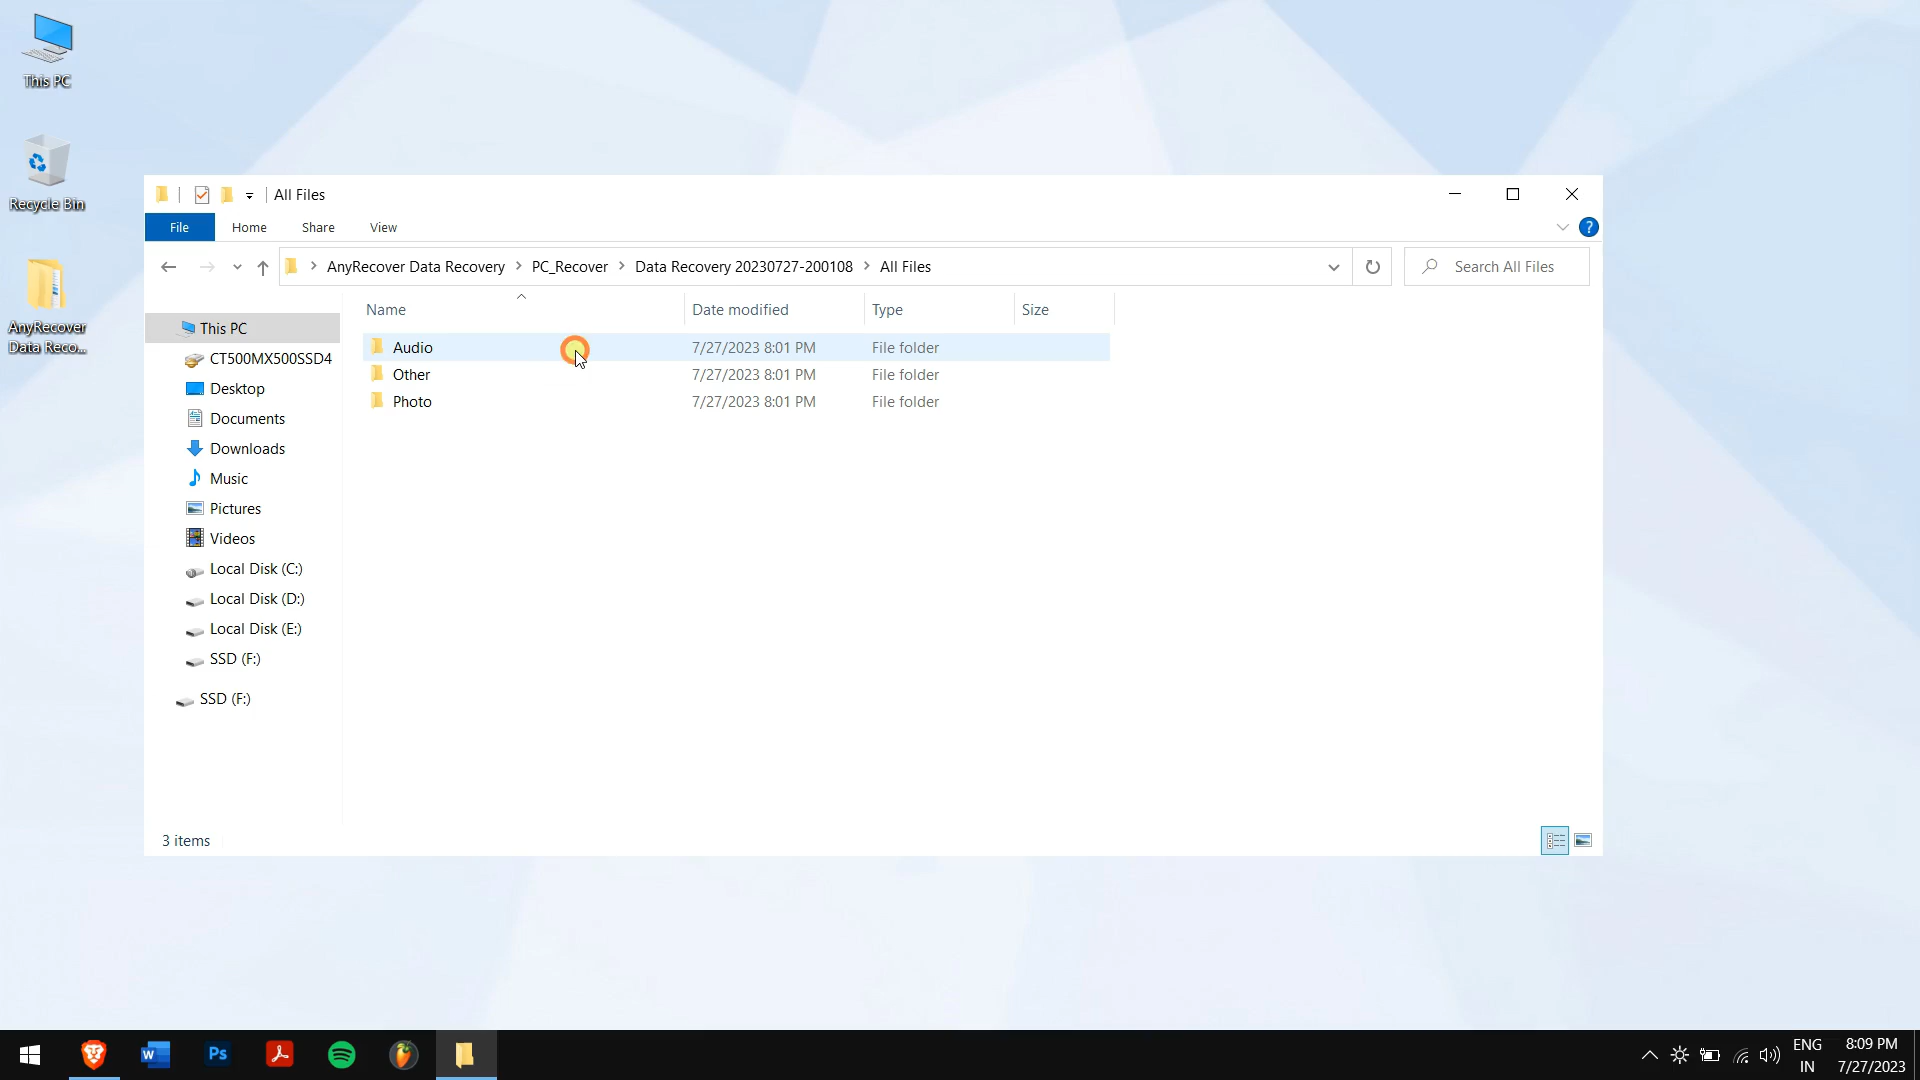 This PC
Recycle Bin
AnyRecover
Data Reco...
All Files
File Home Share View
?
AnyRecover Data Recovery PC_Recover Data Recovery 20230727-200108 All Files
Search All Files
This PC
CT500MX500SSD4
Desktop
Documents
Downloads
Music
Pictures
Videos
Local Disk (C:)
Local Disk (D:)
Local Disk (E:)
SSD (F:)
SSD (F:)
Name Date modified Type Size
Audio 7/27/2023 8:01 PM File folder
Other 7/27/2023 8:01 PM File folder
Photo 7/27/2023 8:01 PM File folder
3 items
W
Ps
ENG
IN
8:09 PM
7/27/2023